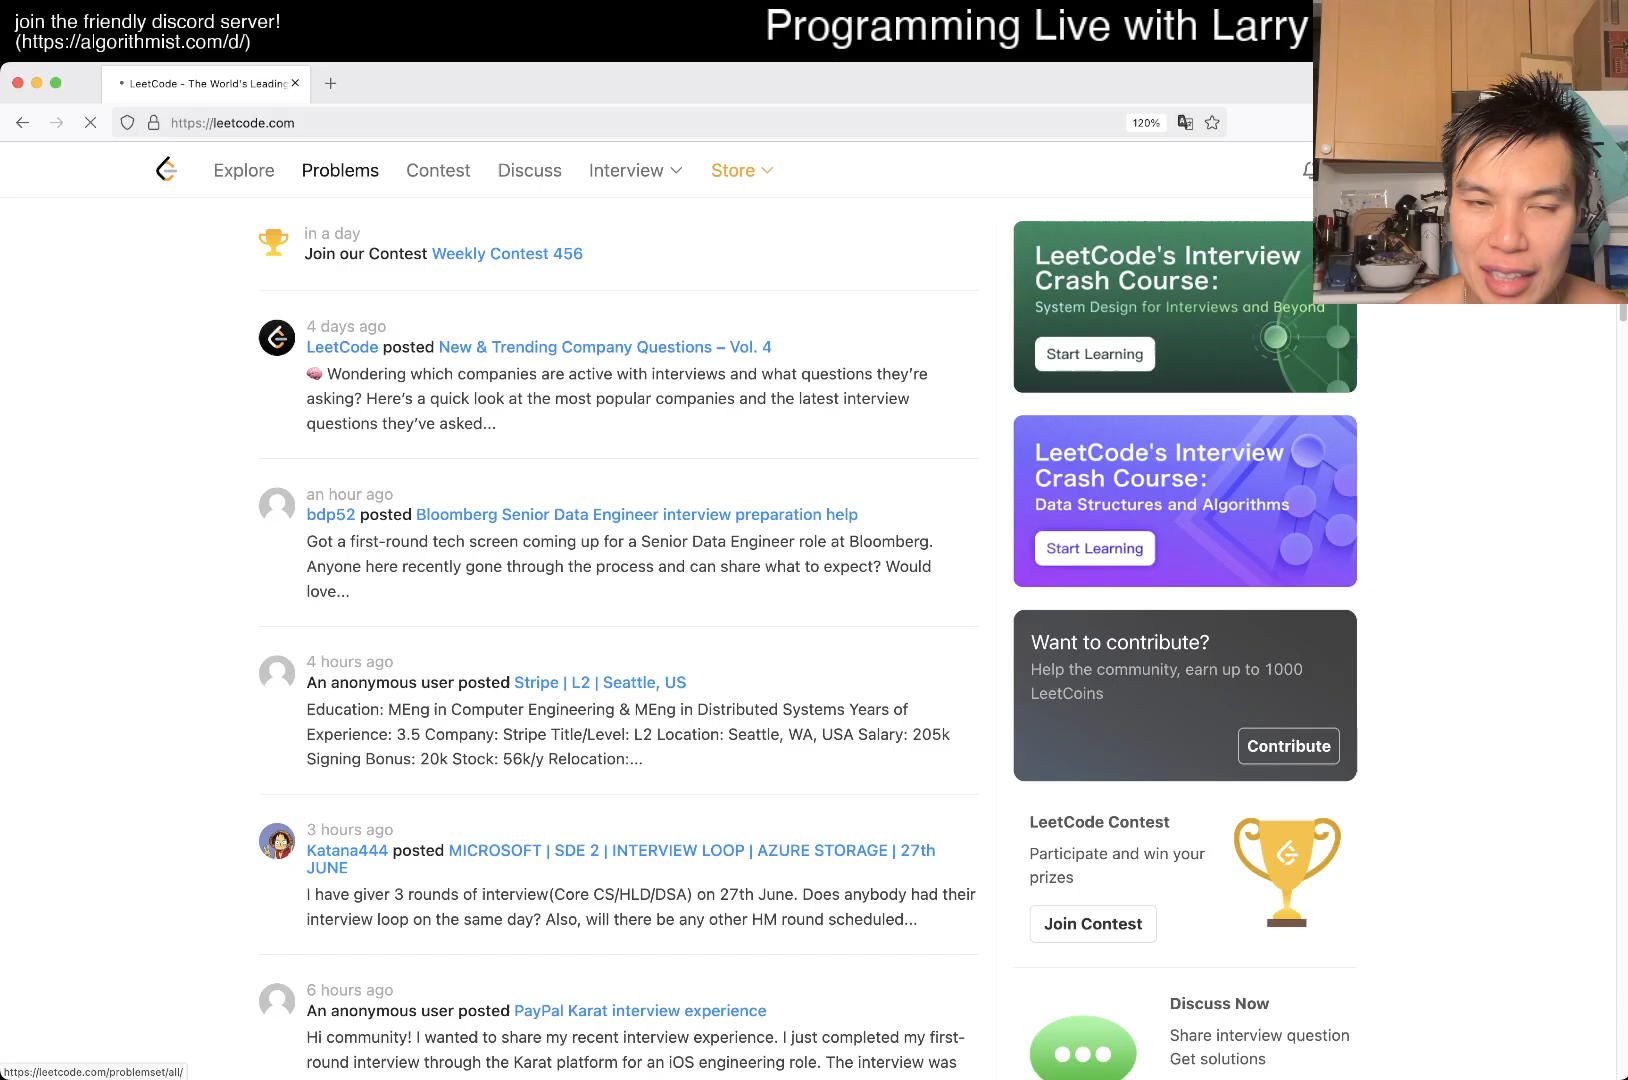 join the friendly discord server!
(https://algorithmist.com/d/)
Programming Live with Larry
LeetCode - The World's Leading
https://leetcode.com
120%
Explore
Problems
Contest
Discuss
Interview
Store
in a day
Join our Contest Weekly Contest 456
4 days ago
LeetCode posted New & Trending Company Questions – Vol. 4
🧠 Wondering which companies are active with interviews and what questions they’re
asking? Here’s a quick look at the most popular companies and the latest interview
questions they’ve asked...
an hour ago
bdp52 posted Bloomberg Senior Data Engineer interview preparation help
Got a first-round tech screen coming up for a Senior Data Engineer role at Bloomberg.
Anyone here recently gone through the process and can share what to expect? Would
love...
4 hours ago
An anonymous user posted Stripe | L2 | Seattle, US
Education: MEng in Computer Engineering & MEng in Distributed Systems Years of
Experience: 3.5 Company: Stripe Title/Level: L2 Location: Seattle, WA, USA Salary: 205k
Signing Bonus: 20k Stock: 56k/y Relocation:...
3 hours ago
Katana444 posted MICROSOFT | SDE 2 | INTERVIEW LOOP | AZURE STORAGE | 27th
JUNE
I have giver 3 rounds of interview(Core CS/HLD/DSA) on 27th June. Does anybody had their
interview loop on the same day? Also, will there be any other HM round scheduled...
6 hours ago
An anonymous user posted PayPal Karat interview experience
Hi community! I wanted to share my recent interview experience. I just completed my first-
round interview through the Karat platform for an iOS engineering role. The interview was
LeetCode's Interview
Crash Course:
System Design for Interviews and Beyond
Start Learning
LeetCode's Interview
Crash Course:
Data Structures and Algorithms
Start Learning
Want to contribute?
Help the community, earn up to 1000
LeetCoins
Contribute
LeetCode Contest
Participate and win your
prizes
Join Contest
Discuss Now
Share interview question
Get solutions
https://leetcode.com/problemset/all/